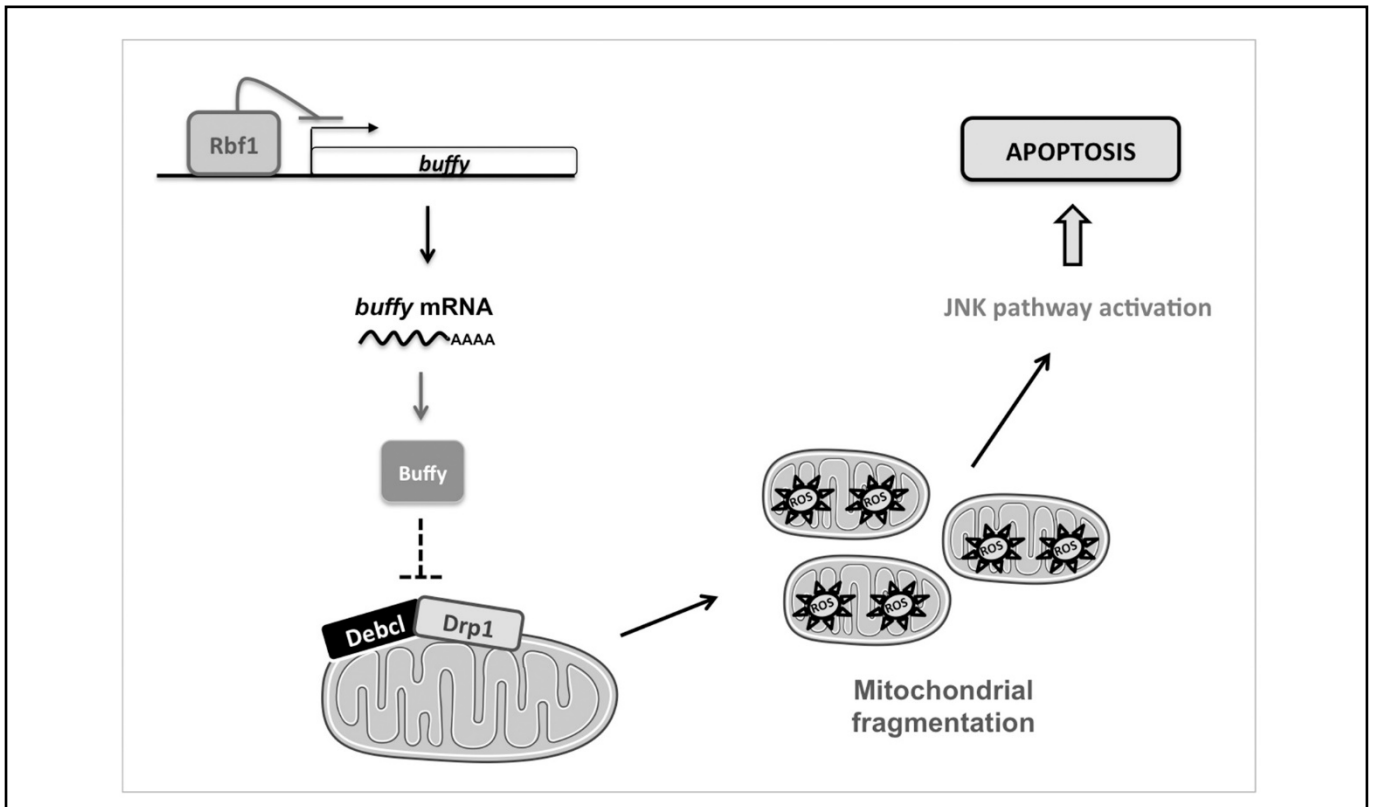 Rbf1
buffy
APOPTOSIS
buffy mRNA
AAAA
JNK pathway activation
Buffy
ROS
ROS
ROS
ROS
ROS
ROS
Debcl
Drp1
Mitochondrial
fragmentation